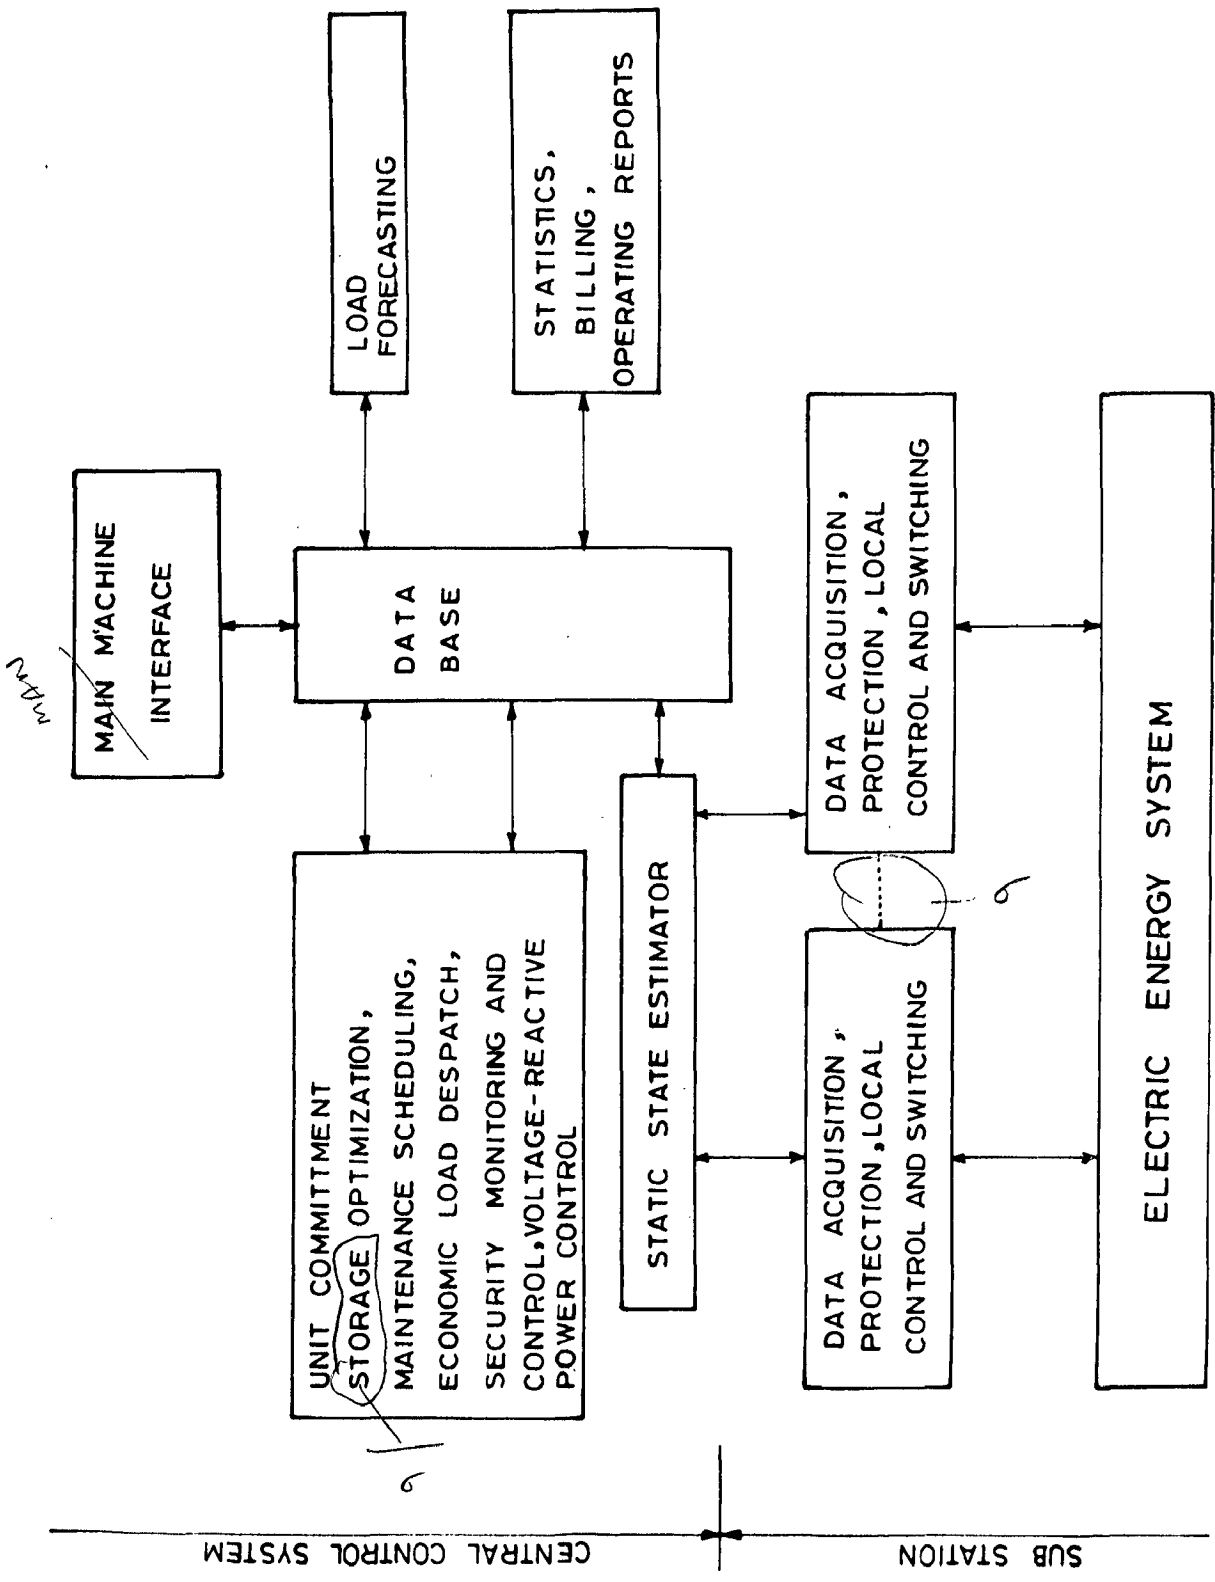 MAN
MAIN MACHINE
INTERFACE
UNIT COMMITTMENT
STORAGE OPTIMIZATION,
MAINTENANCE SCHEDULING,
ECONOMIC LOAD DESPATCH,
SECURITY MONITORING AND
CONTROL, VOLTAGE-REACTIVE
POWER CONTROL
DATA
BASE
LOAD
FORECASTING
STATISTICS,
BILLING,
OPERATING REPORTS
STATIC STATE ESTIMATOR
DATA ACQUISITION,
PROTECTION, LOCAL
CONTROL AND SWITCHING
DATA ACQUISITION,
PROTECTION, LOCAL
CONTROL AND SWITCHING
ELECTRIC ENERGY SYSTEM
CENTRAL CONTROL SYSTEM
SUB STATION